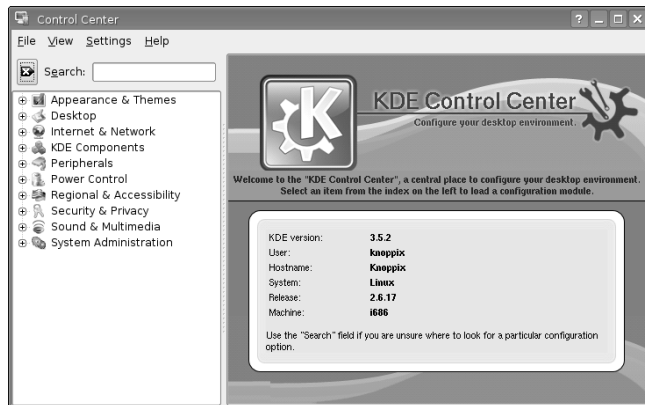 Control Center
File View Settings Help
Search:
Appearance & Themes
Desktop
Internet & Network
KDE Components
Peripherals
Power Control
Regional & Accessibility
Security & Privacy
Sound & Multimedia
System Administration
KDE Control Center
Configure your desktop environment.
Welcome to the "KDE Control Center", a central place to configure your desktop environment.
Select an item from the index on the left to load a configuration module.
KDE version: 3.5.2
User: knoppix
Hostname: Knoppix
System: Linux
Release: 2.6.17
Machine: i686
Use the "Search" field if you are unsure where to look for a particular configuration
option.